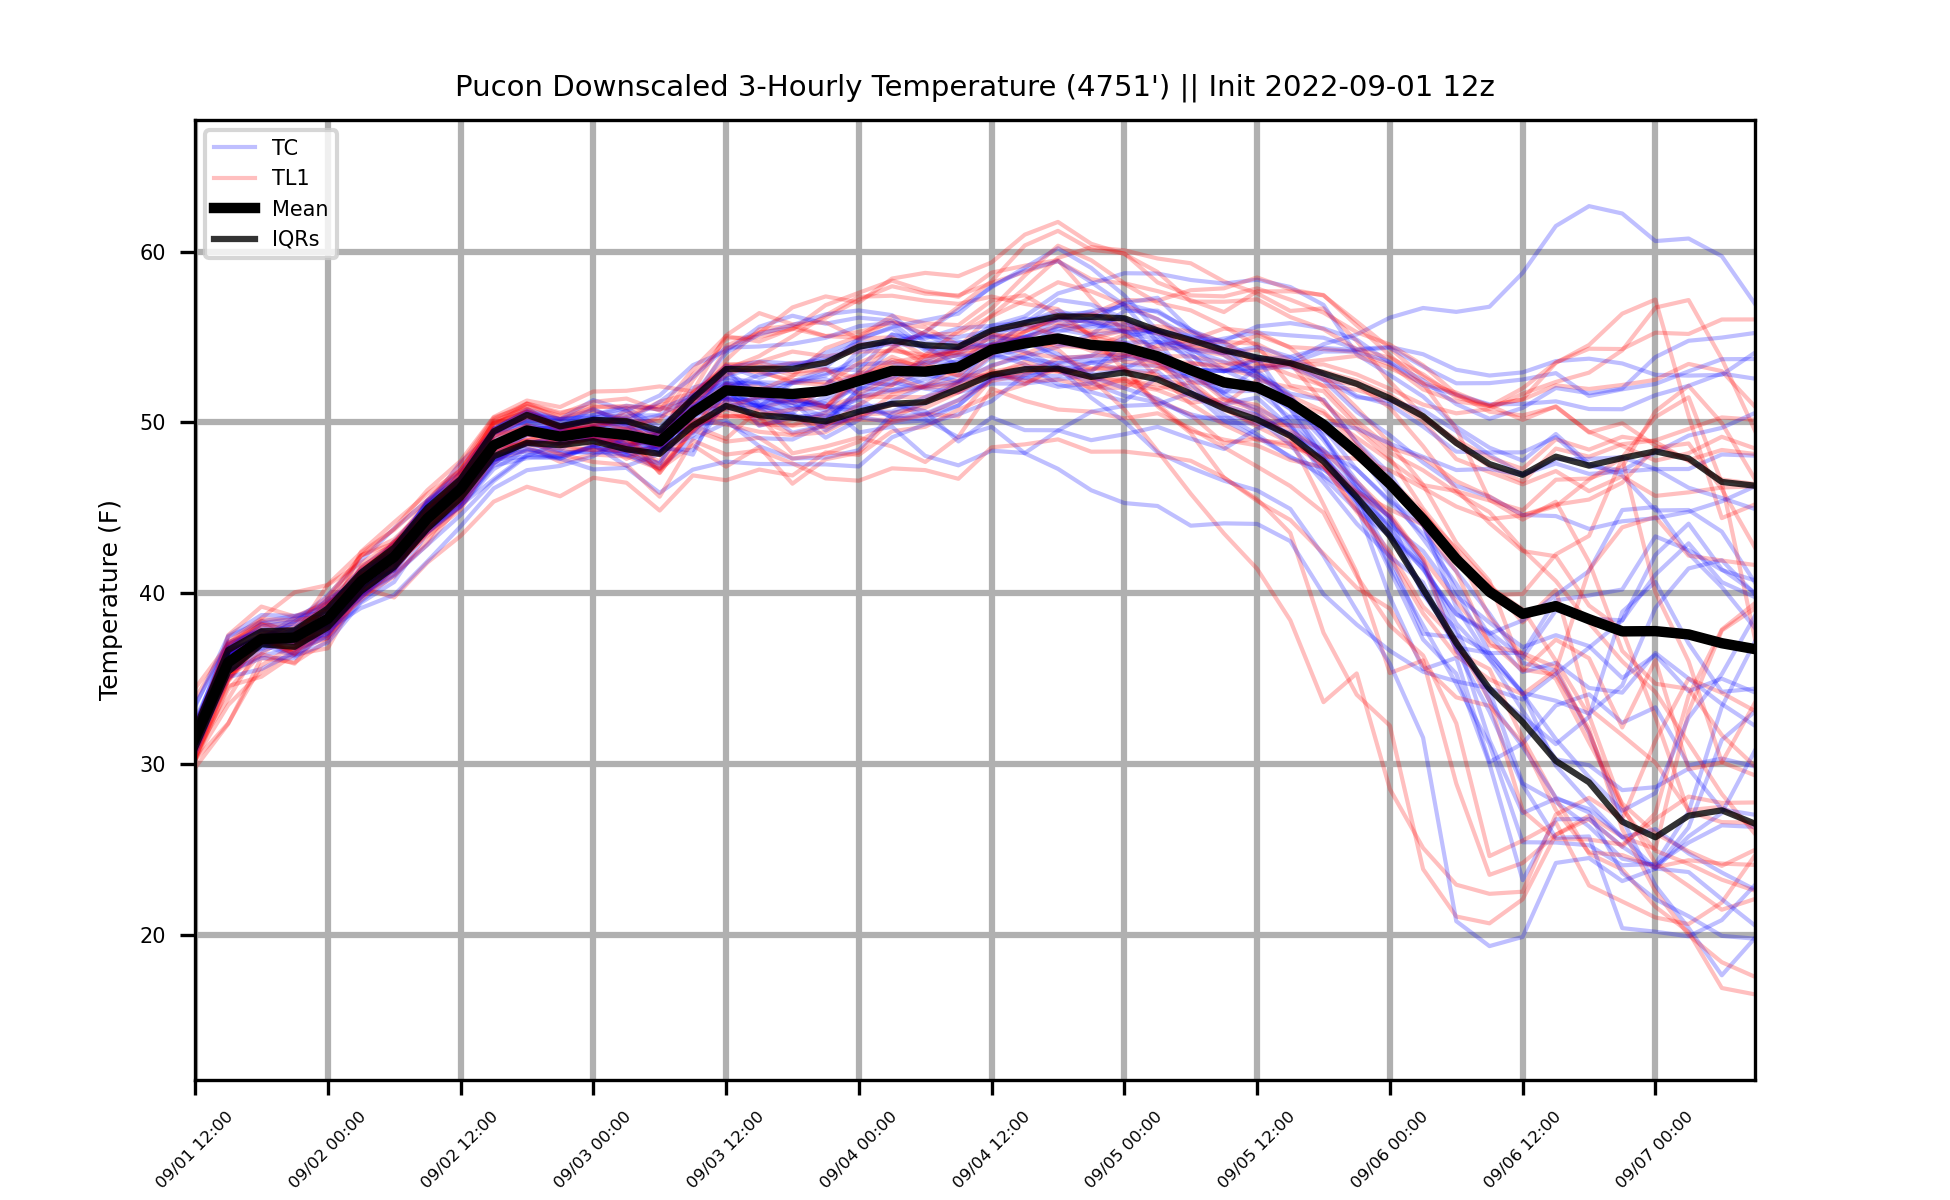 Pucon Downscaled 3-Hourly Temperature (4751') || Init 2022-09-01 12z
TC
TL1
Mean
IQRs
Temperature (F)
60
50
40
30
20
09/01 12:00
09/02 00:00
09/02 12:00
09/03 00:00
09/03 12:00
09/04 00:00
09/04 12:00
09/05 00:00
09/05 12:00
09/06 00:00
09/06 12:00
09/07 00:00